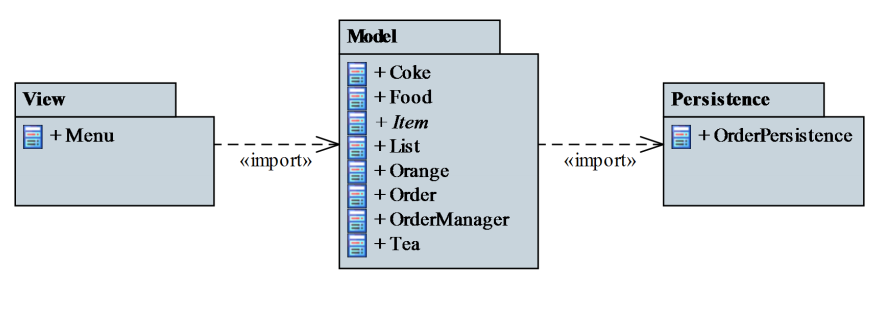 View
+ Menu
«import»
Model
+ Coke
+ Food
+ Item
+ List
+ Orange
+ Order
+ OrderManager
+ Tea
«import»
Persistence
+ OrderPersistence